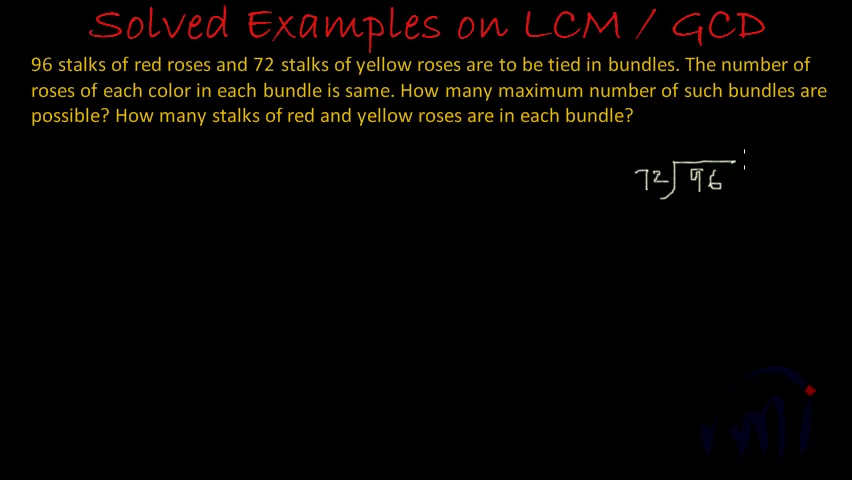 Solved Examples on LCM / GCD
96 stalks of red roses and 72 stalks of yellow roses are to be tied in bundles. The number of
roses of each color in each bundle is same. How many maximum number of such bundles are
possible? How many stalks of red and yellow roses are in each bundle?
72) 96